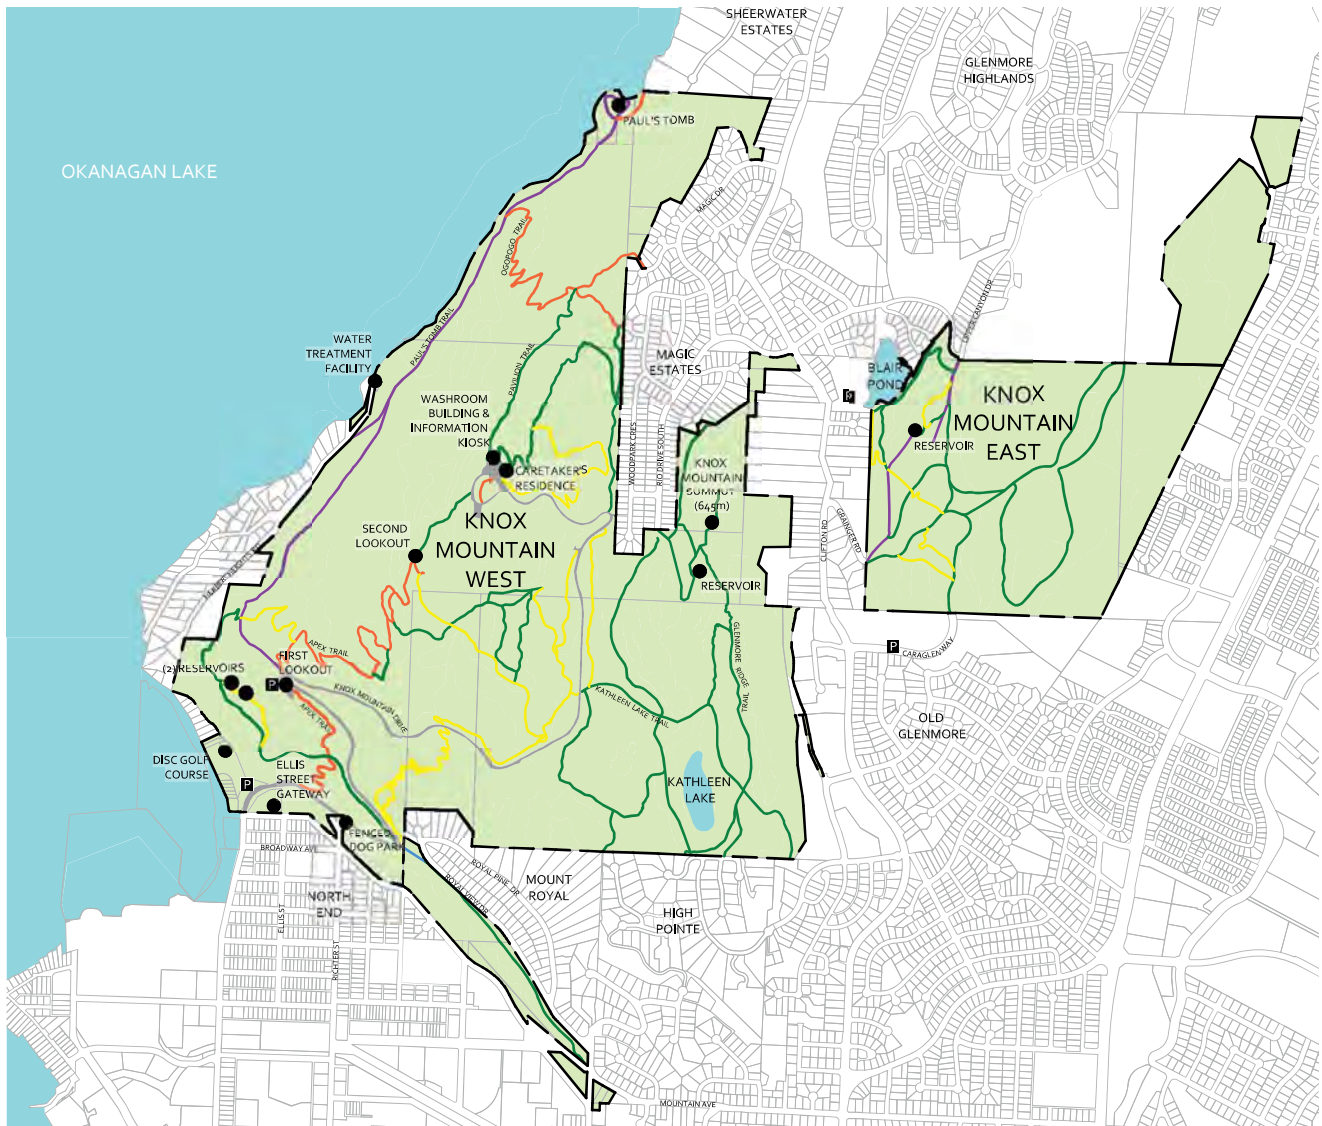 SHEERWATER
ESTATES
GLENMORE
HIGHLANDS
PAUL'S TOMB
OKANAGAN LAKE
MAGIC DR
OGOPOGO TRAIL
UPPER CANYON DR
PAUL'S TOMB TRAIL
WATER
TREATMENT
FACILITY
PAVILION TRAIL
MAGIC
ESTATES
BLAIR
POND
P
KNOX
MOUNTAIN
EAST
WASHROOM
BUILDING &
INFORMATION
KIOSK
WOODPARK CRES
RIO DRIVE SOUTH
RESERVOIR
CARETAKER'S
RESIDENCE
KNOX
MOUNTAIN
SUMMIT
(645m)
SECOND
LOOKOUT
KNOX
MOUNTAIN
WEST
CLIFTON RD
GRAINGER RD
RESERVOIR
APEX TRAIL
FIRST
LOOKOUT
(2) RESERVOIRS
P
KNOX MOUNTAIN DRIVE
GLENMORE RIDGE
TRAIL
P
CARAGLEN WAY
KATHLEEN LAKE TRAIL
APEX TRAIL
OLD
GLENMORE
DISC GOLF
COURSE
P
ELLIS
STREET
GATEWAY
KATHLEEN
LAKE
FENCED
DOG PARK
BROADWAY AVE
ROYAL PINE DR
ROYAL VIEW DR
MOUNT
ROYAL
NORTH
END
ELLIS ST
RICHTER ST
HIGH
POINTE
MOUNTAIN AVE